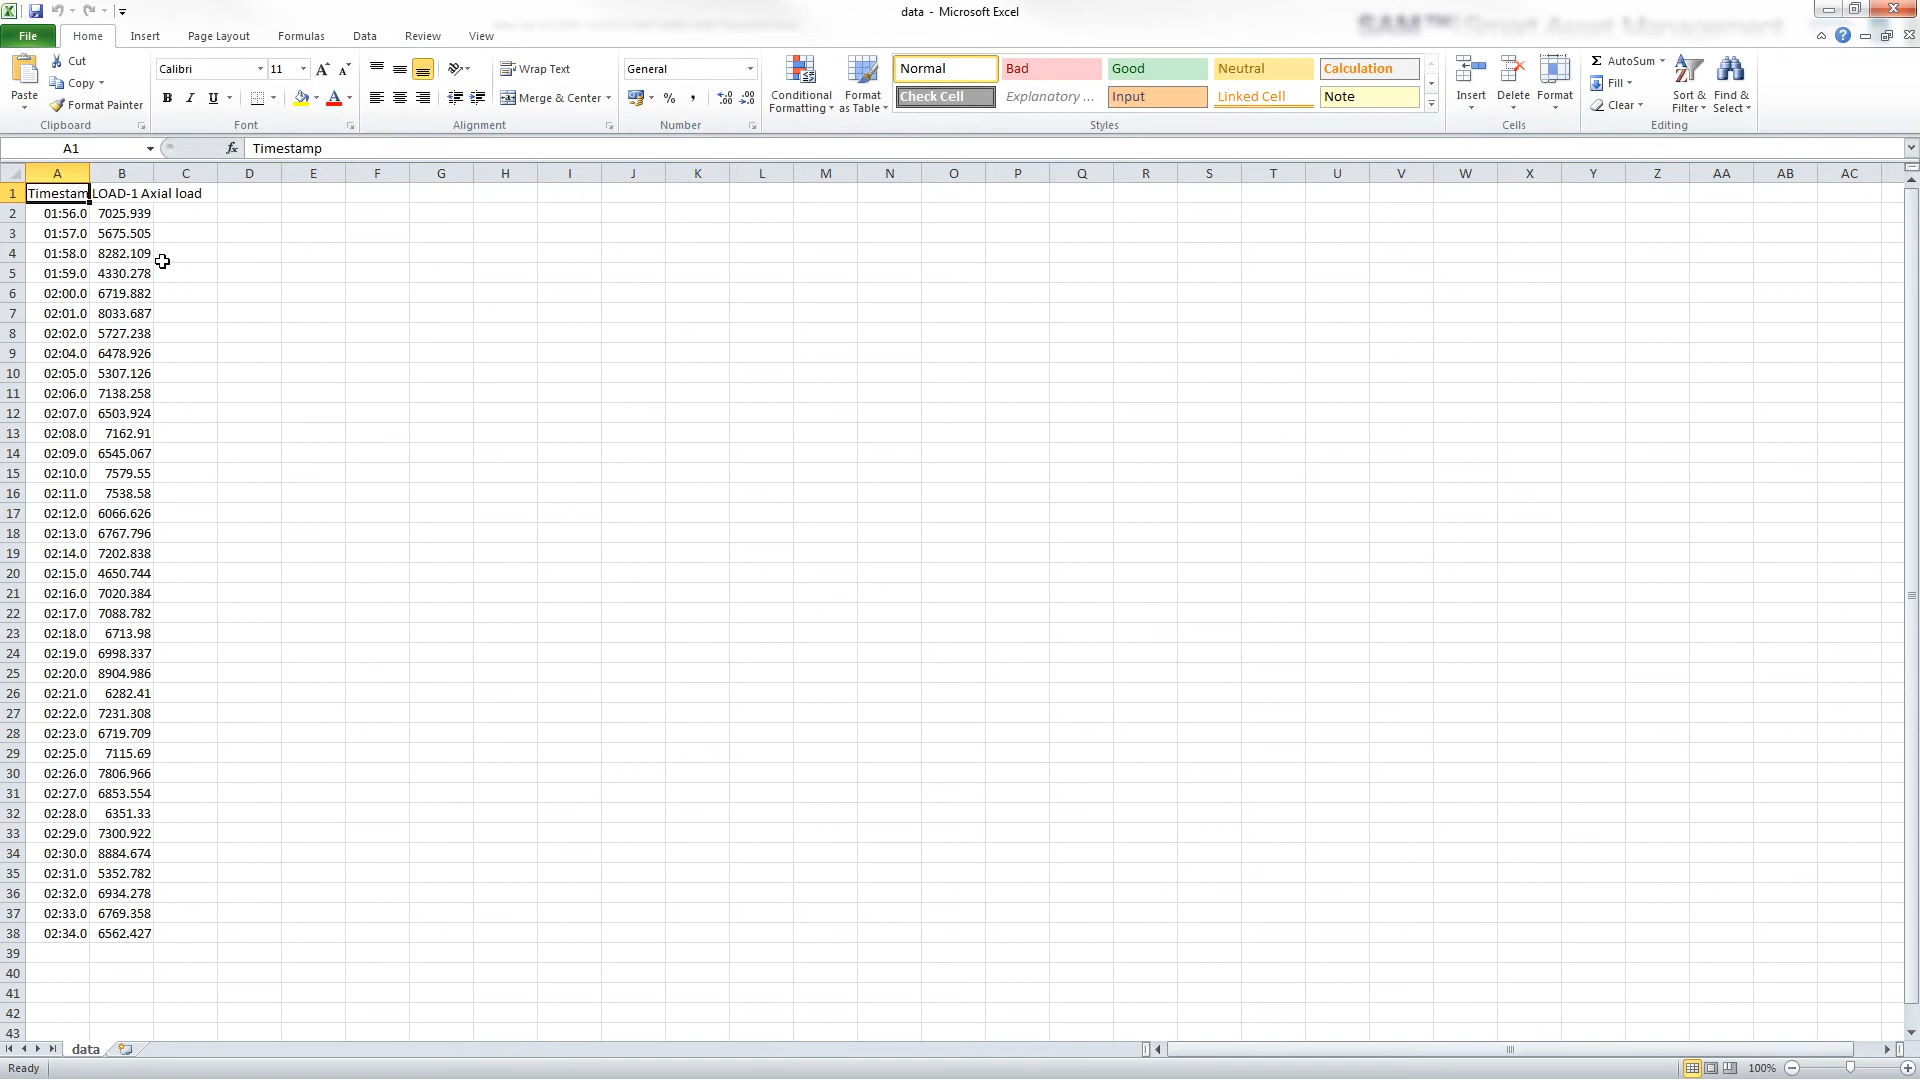 data - Microsoft Excel
SAM™ Smart Asset Management
File Home Insert Page Layout Formulas Data Review View
Paste
Cut
Copy
Format Painter
Clipboard
Calibri 11
B I U A
Font
Wrap Text
Merge & Center
Alignment
General
%
Number
Conditional Formatting
Format as Table
Normal Bad Good Neutral Calculation
Check Cell Explanatory ... Input Linked Cell Note
Styles
Insert Delete Format
Cells
Σ AutoSum
Fill
Clear
Sort & Filter
Find & Select
Editing
A1 fx Timestamp
A B C D E F G H I J K L M N O P Q R S T U V W X Y Z AA AB AC
1 Timestam LOAD-1 Axial load
2 01:56.0 7025.939
3 01:57.0 5675.505
4 01:58.0 8282.109
5 01:59.0 4330.278
6 02:00.0 6719.882
7 02:01.0 8033.687
8 02:02.0 5727.238
9 02:04.0 6478.926
10 02:05.0 5307.126
11 02:06.0 7138.258
12 02:07.0 6503.924
13 02:08.0 7162.91
14 02:09.0 6545.067
15 02:10.0 7579.55
16 02:11.0 7538.58
17 02:12.0 6066.626
18 02:13.0 6767.796
19 02:14.0 7202.838
20 02:15.0 4650.744
21 02:16.0 7020.384
22 02:17.0 7088.782
23 02:18.0 6713.98
24 02:19.0 6998.337
25 02:20.0 8904.986
26 02:21.0 6282.41
27 02:22.0 7231.308
28 02:23.0 6719.709
29 02:25.0 7115.69
30 02:26.0 7806.966
31 02:27.0 6853.554
32 02:28.0 6351.33
33 02:29.0 7300.922
34 02:30.0 8884.674
35 02:31.0 5352.782
36 02:32.0 6934.278
37 02:33.0 6769.358
38 02:34.0 6562.427
39
40
41
42
43
data
Ready 100%